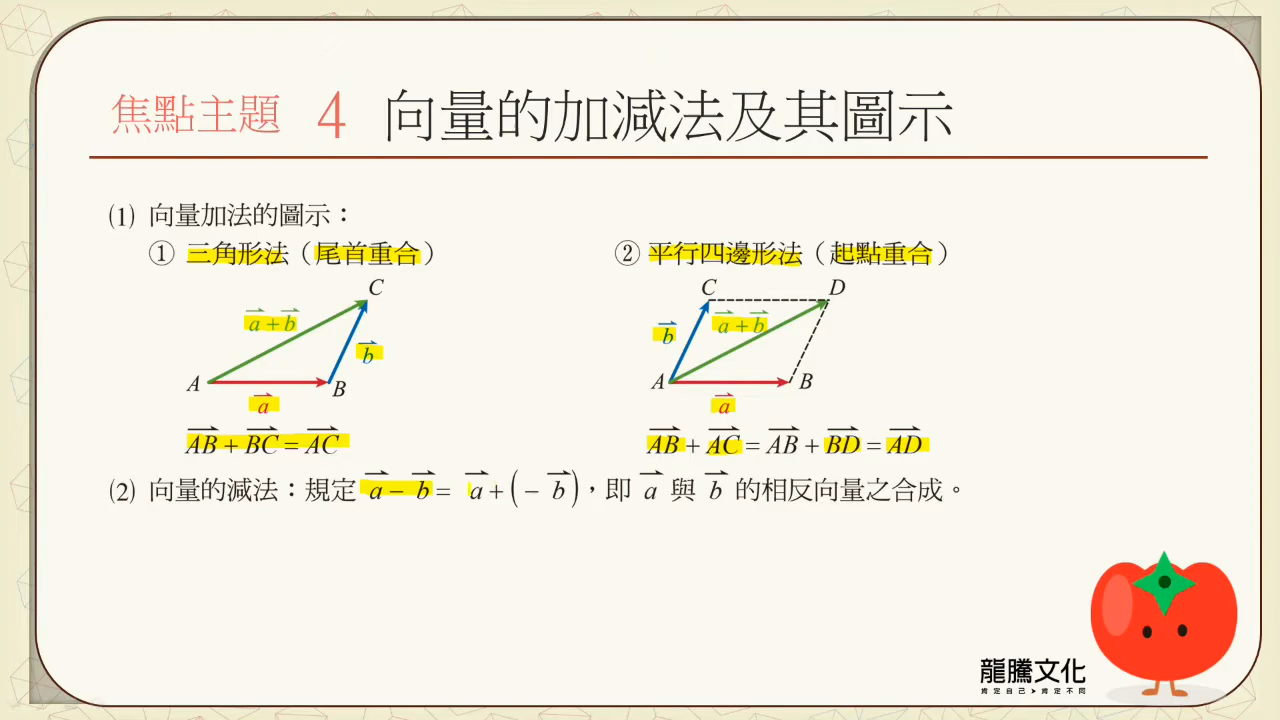 焦點主題 4 向量的加減法及其圖示
(1) 向量加法的圖示：
① 三角形法（尾首重合）
② 平行四邊形法（起點重合）
C
a⃗ + b⃗
b⃗
A
B
a⃗
C
D
b⃗
a⃗ + b⃗
A
B
a⃗
AB⃗ + BC⃗ = AC⃗
AB⃗ + AC⃗ = AB⃗ + BD⃗ = AD⃗
(2) 向量的減法：規定 a⃗ − b⃗ = a⃗ + (− b⃗)，即 a⃗ 與 b⃗ 的相反向量之合成。
龍騰文化
肯定自己➤肯定不同